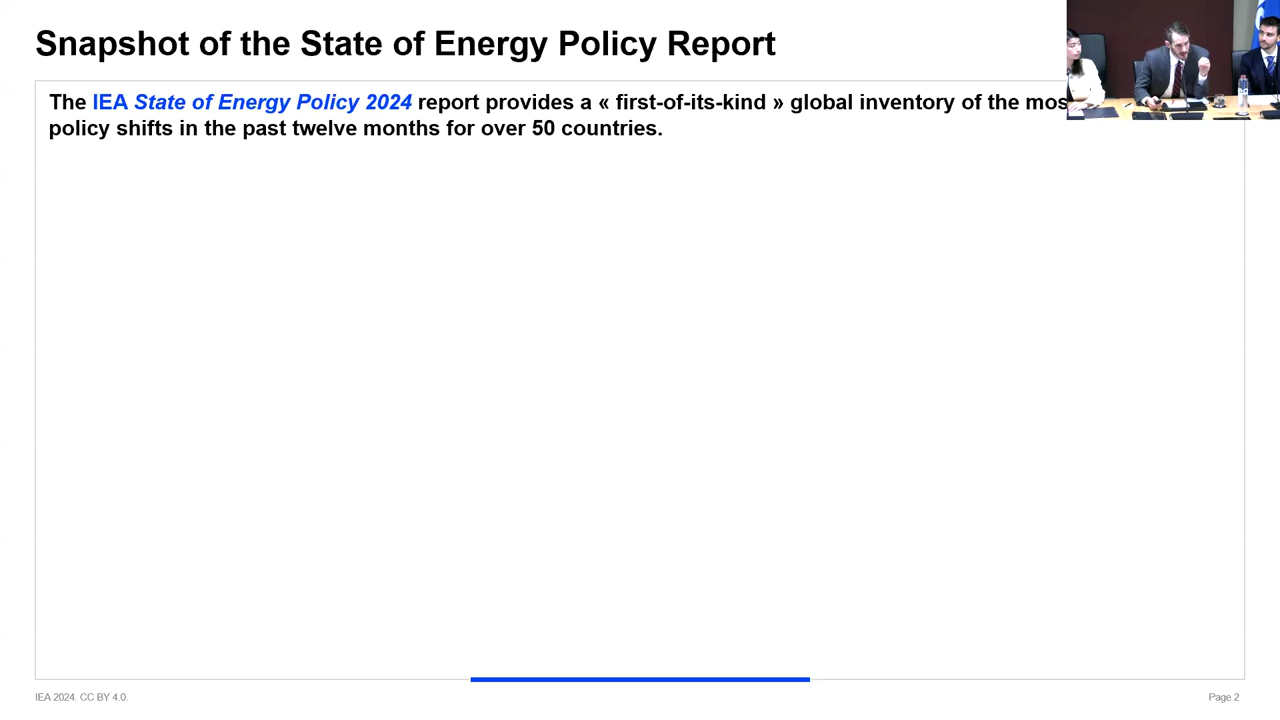 Snapshot of the State of Energy Policy Report
The IEA State of Energy Policy 2024 report provides a « first-of-its-kind » global inventory of the
policy shifts in the past twelve months for over 50 countries.
IEA 2024. CC BY 4.0.
Page 2